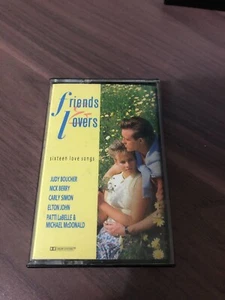 friends
&
lovers
sixteen love songs
JUDY BOUCHER
NICK BERRY
CARLY SIMON
ELTON JOHN
PATTI LaBELLE &
MICHAEL McDONALD